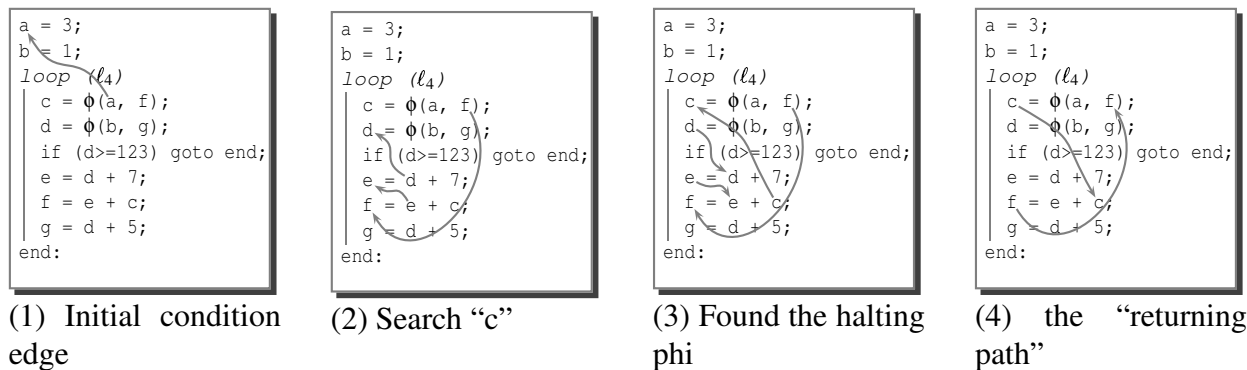 a = 3;
b = 1;
loop (ℓ₄)
c = ϕ(a, f);
d = ϕ(b, g);
if (d>=123) goto end;
e = d + 7;
f = e + c;
g = d + 5;
end:
(1) Initial condition
edge
a = 3;
b = 1;
loop (ℓ₄)
c = ϕ(a, f);
d = ϕ(b, g);
if (d>=123) goto end;
e = d + 7;
f = e + c;
g = d + 5;
end:
(2) Search “c”
a = 3;
b = 1;
loop (ℓ₄)
c = ϕ(a, f);
d = ϕ(b, g);
if (d>=123) goto end;
e = d + 7;
f = e + c;
g = d + 5;
end:
(3) Found the halting
phi
a = 3;
b = 1;
loop (ℓ₄)
c = ϕ(a, f);
d = ϕ(b, g);
if (d>=123) goto end;
e = d + 7;
f = e + c;
g = d + 5;
end:
(4) the “returning
path”